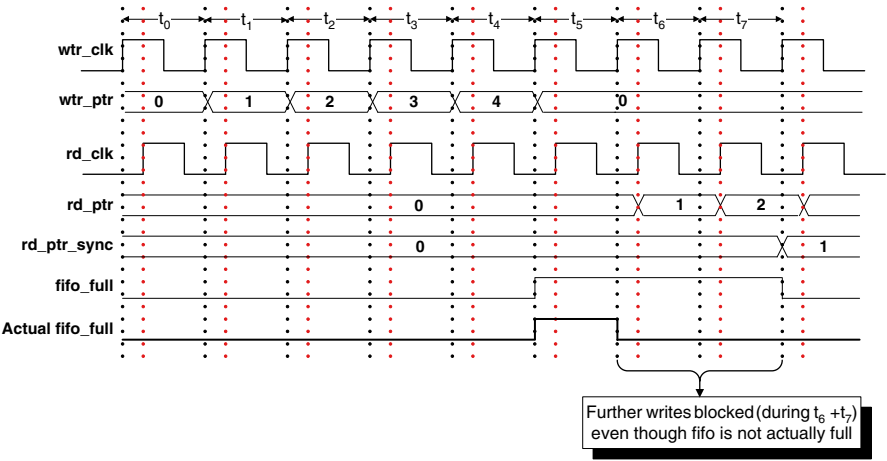 t0 t1 t2 t3 t4 t5 t6 t7
wtr_clk
wtr_ptr 0 1 2 3 4 0
rd_clk
rd_ptr 0 1 2
rd_ptr_sync 0 1
fifo_full
Actual fifo_full
Further writes blocked (during t6 +t7)
even though fifo is not actually full